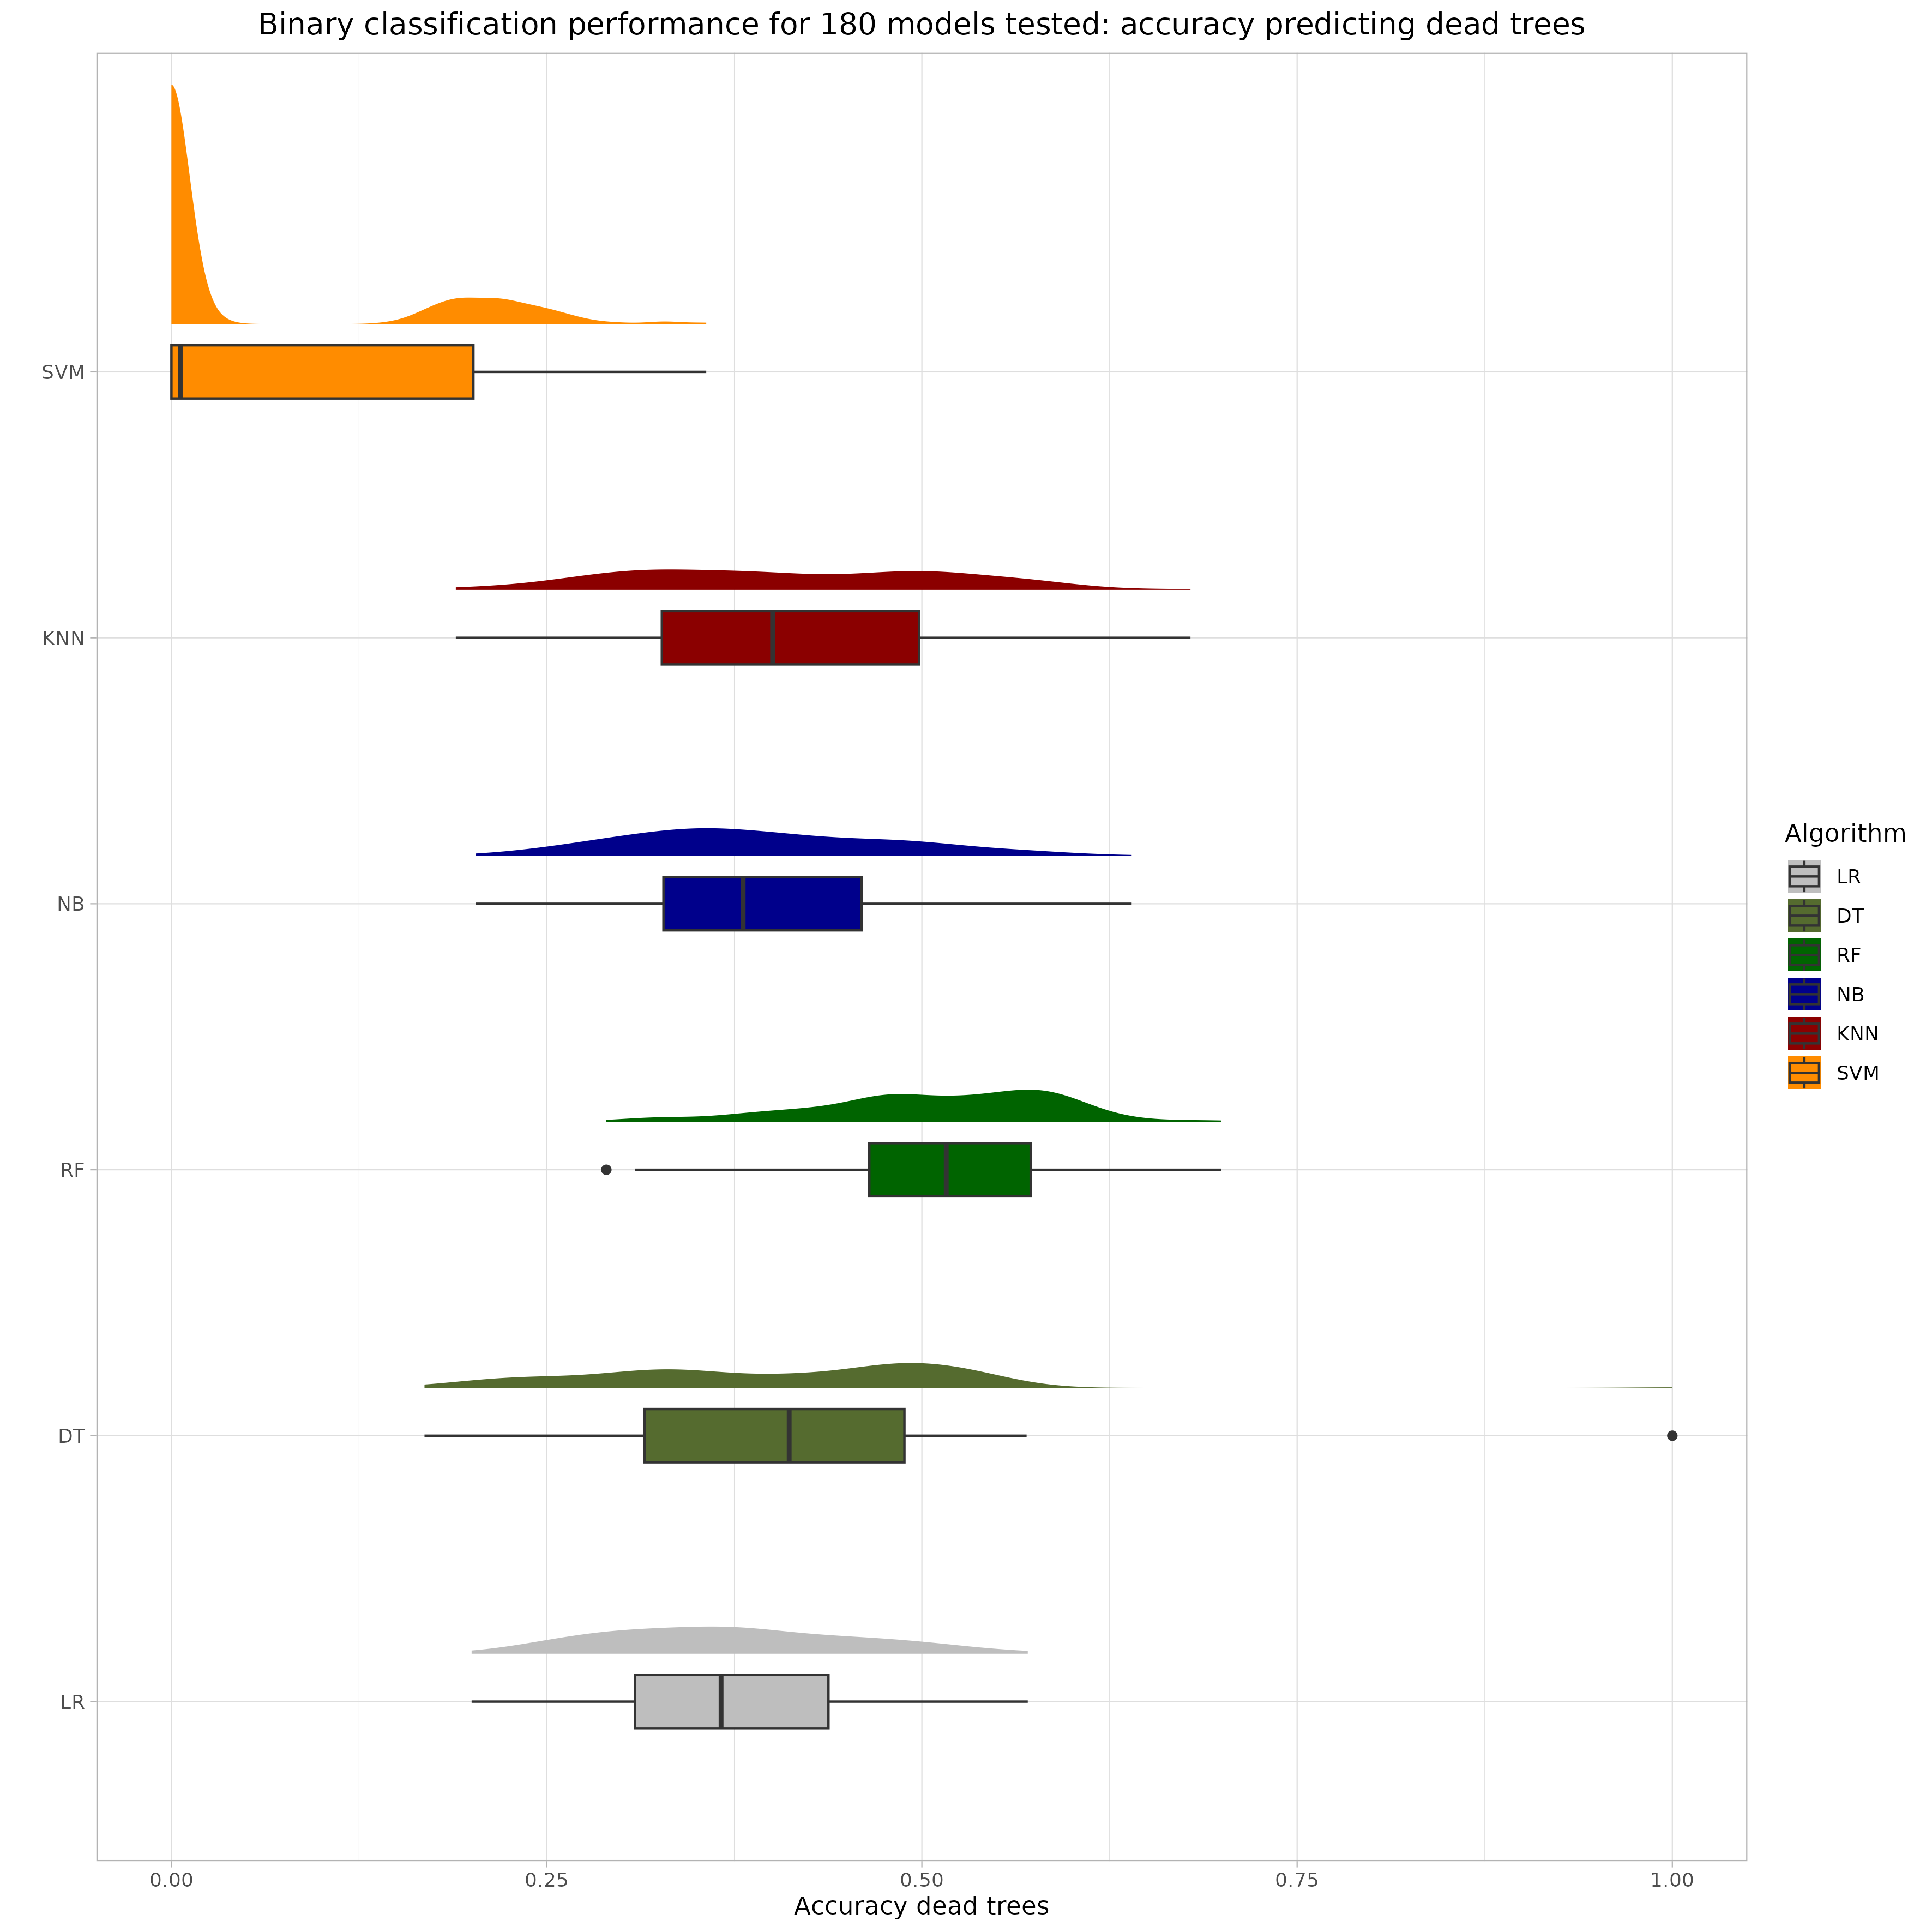 Binary classification performance for 180 models tested: accuracy predicting dead trees
SVM
KNN
NB
RF
DT
LR
0.00
0.25
0.50
0.75
1.00
Accuracy dead trees
Algorithm
LR
DT
RF
NB
KNN
SVM